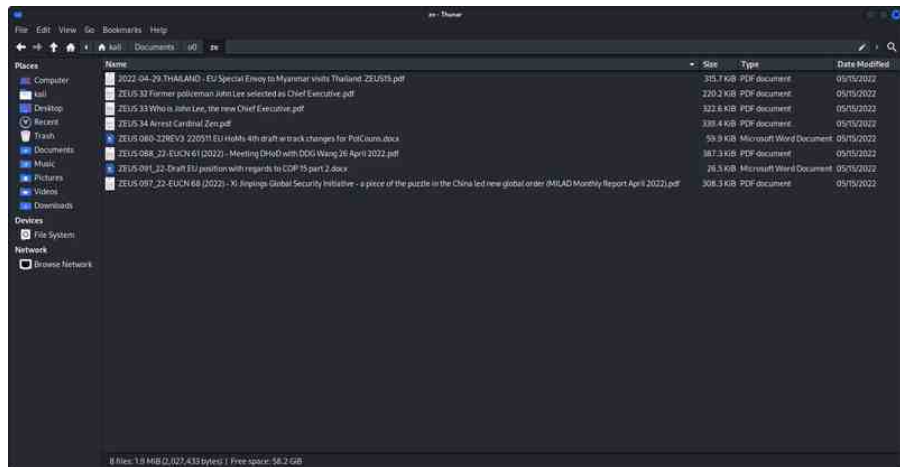 ze - Thunar
File Edit View Go Bookmarks Help
kali Documents o0 ze
Places
Computer
kali
Desktop
Recent
Trash
Documents
Music
Pictures
Videos
Downloads
Devices
File System
Network
Browse Network
Name Size Type Date Modified
2022-04-29.THAILAND - EU Special Envoy to Myanmar visits Thailand ZEUS15.pdf 315.7 KiB PDF document 05/15/2022
ZEUS 32 Former policeman John Lee selected as Chief Executive.pdf 220.2 KiB PDF document 05/15/2022
ZEUS 33 Who is John Lee, the new Chief Executive.pdf 322.6 KiB PDF document 05/15/2022
ZEUS 34 Arrest Cardinal Zen.pdf 338.4 KiB PDF document 05/15/2022
ZEUS 080-22REV3 220511 EU HoMs 4th draft w track changes for PolCouns.docx 59.9 KiB Microsoft Word Document 05/15/2022
ZEUS 088_22-EUCN 61 (2022) - Meeting DHoD with DDG Wang 26 April 2022.pdf 387.3 KiB PDF document 05/15/2022
ZEUS 091_22-Draft EU position with regards to COP 15 part 2.docx 26.5 KiB Microsoft Word Document 05/15/2022
ZEUS 097_22-EUCN 68 (2022) - Xi Jinpings Global Security Initiative - a piece of the puzzle in the China led new global order (MILAD Monthly Report April 2022).pdf 308.3 KiB PDF document 05/15/2022
8 files: 1.9 MiB (2,027,433 bytes) | Free space: 58.2 GiB